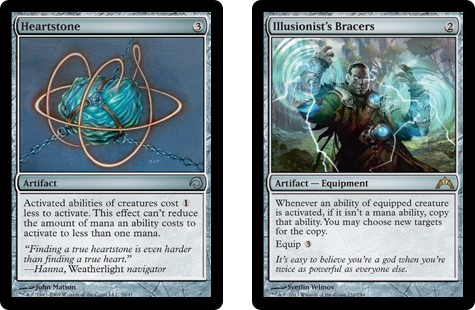 Heartstone 3
Artifact
Activated abilities of creatures cost 1
less to activate. This effect can't reduce
the amount of mana an ability costs to
activate to less than one mana.
"Finding a true heartstone is even harder
than finding a true heart."
—Hanna, Weatherlight navigator
John Matson
Illusionist's Bracers 2
Artifact — Equipment
Whenever an ability of equipped creature
is activated, if it isn't a mana ability, copy
that ability. You may choose new targets
for the copy.
Equip 3
It's easy to believe you're a god when you're
twice as powerful as everyone else.
Svetlin Velinov